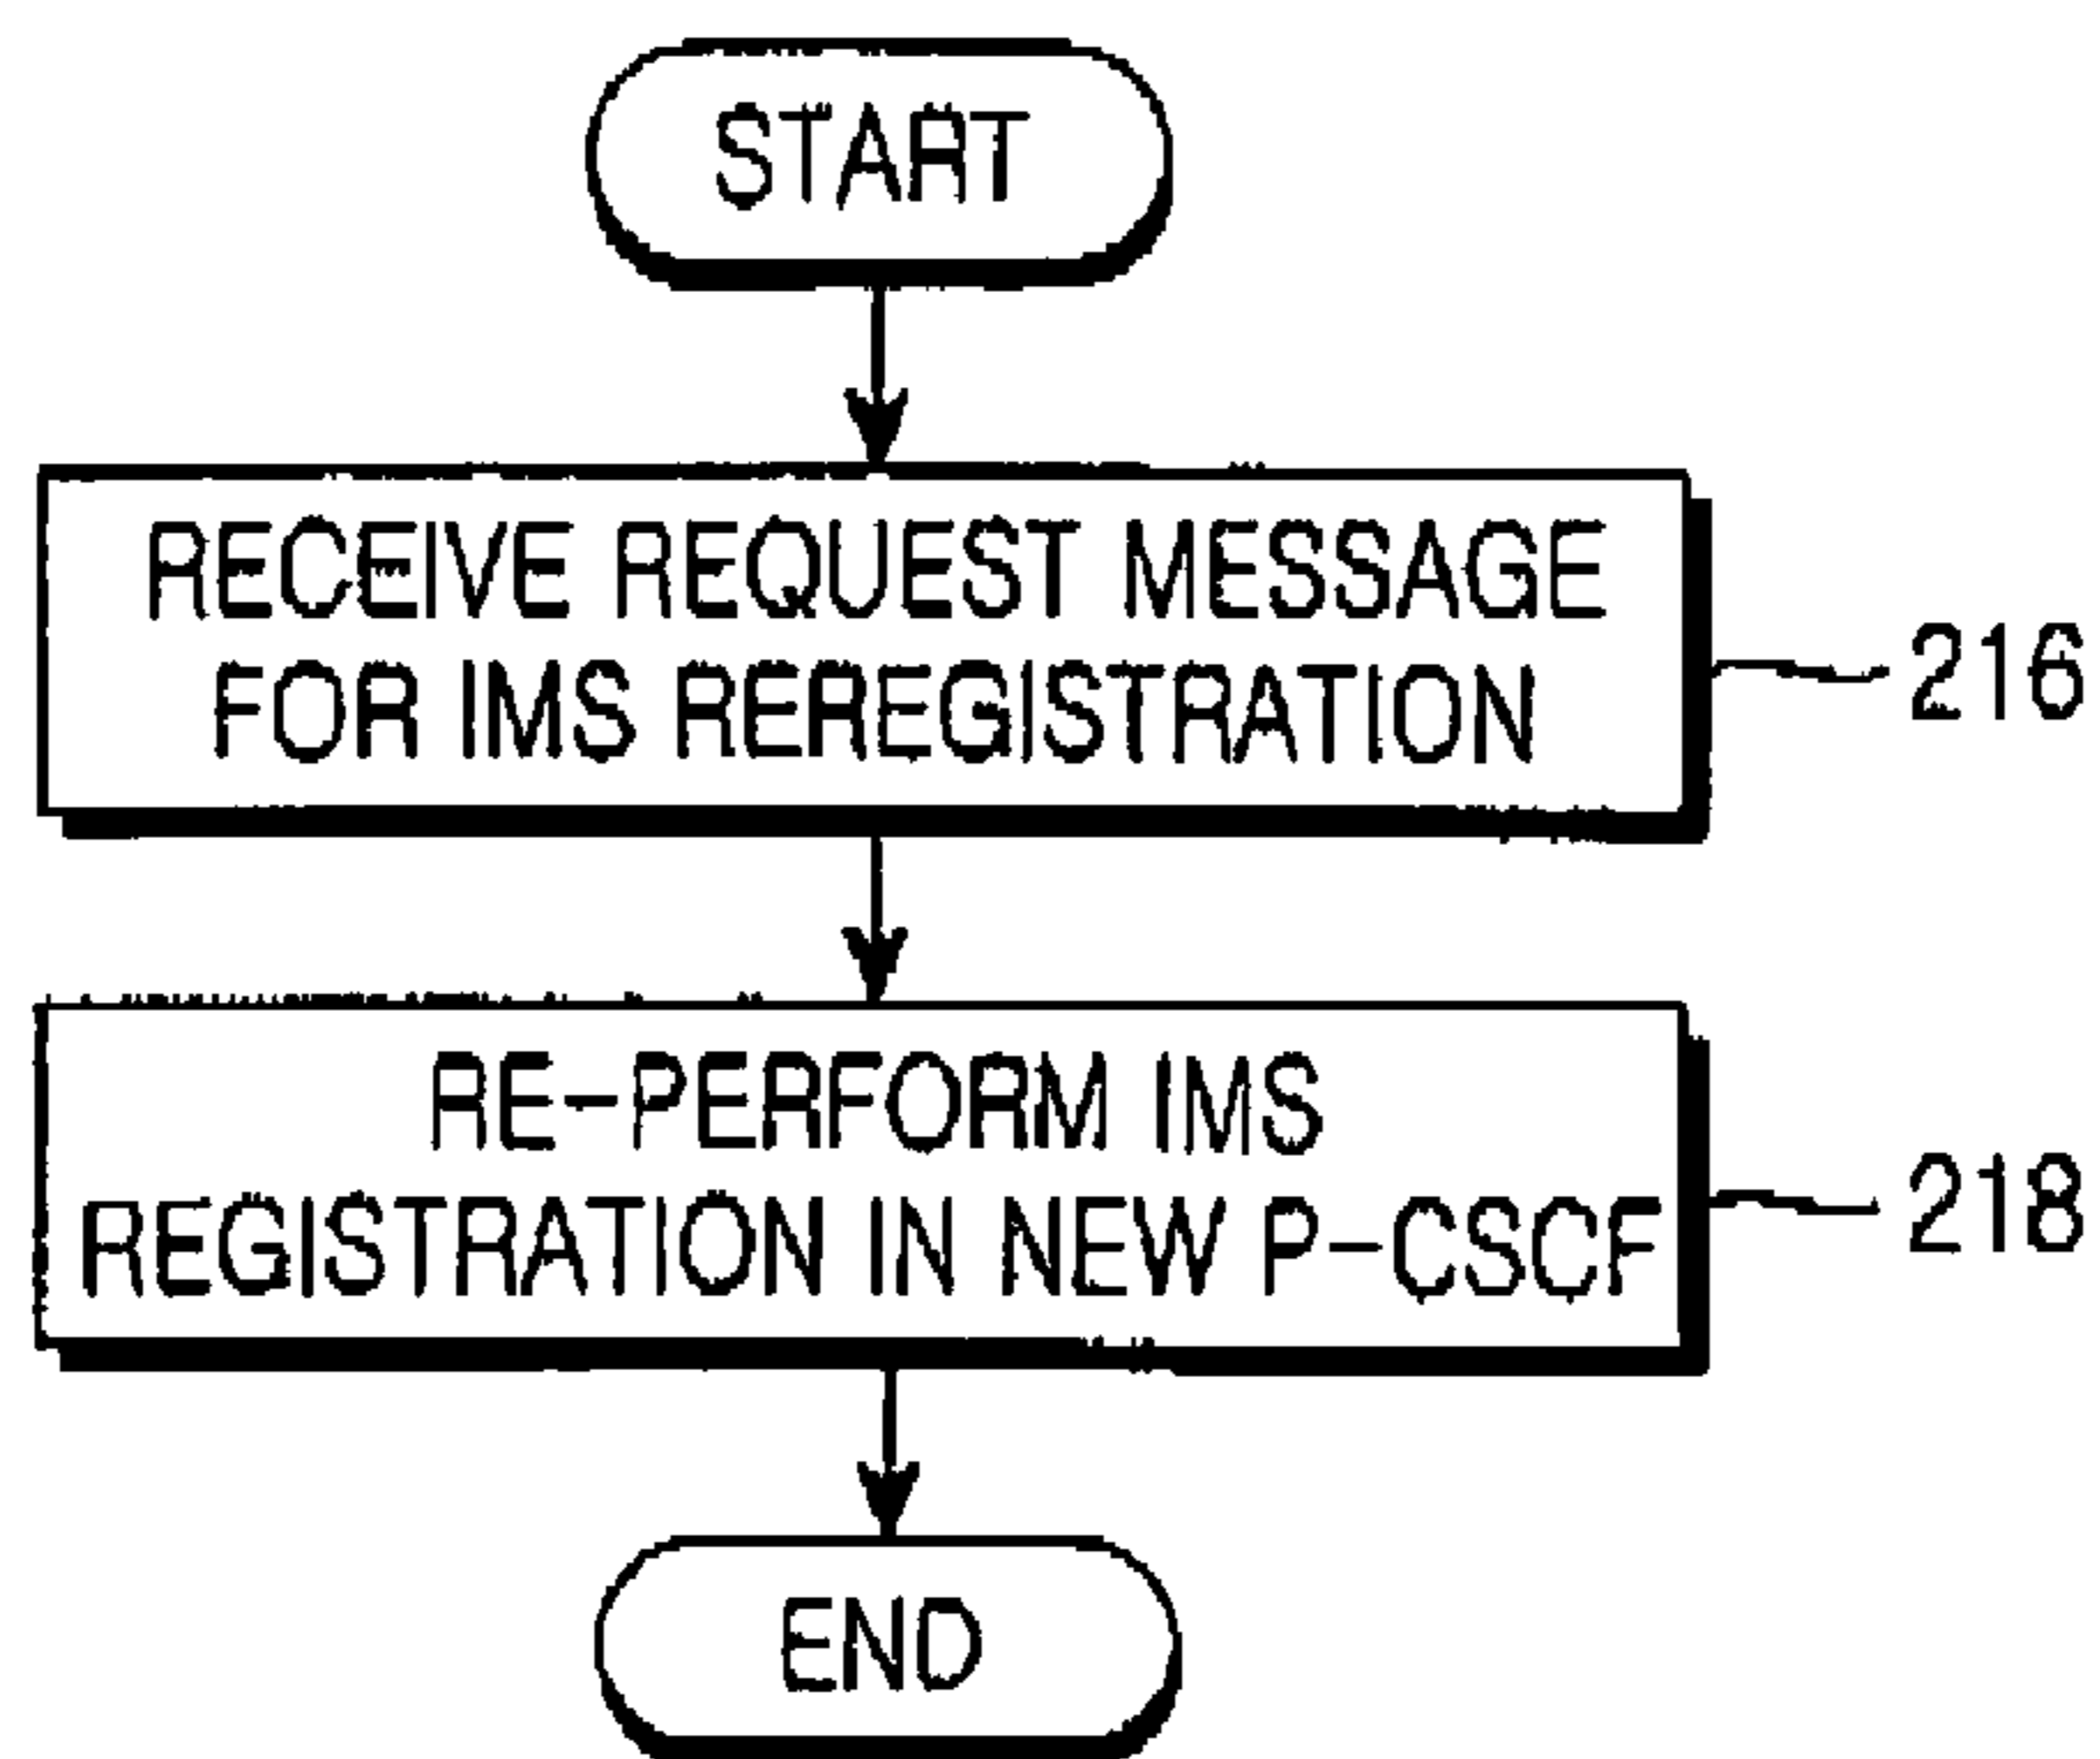 START
RECEIVE REQUEST MESSAGE
FOR IMS REREGISTRATION
216
RE-PERFORM IMS
REGISTRATION IN NEW P-CSCF
218
END